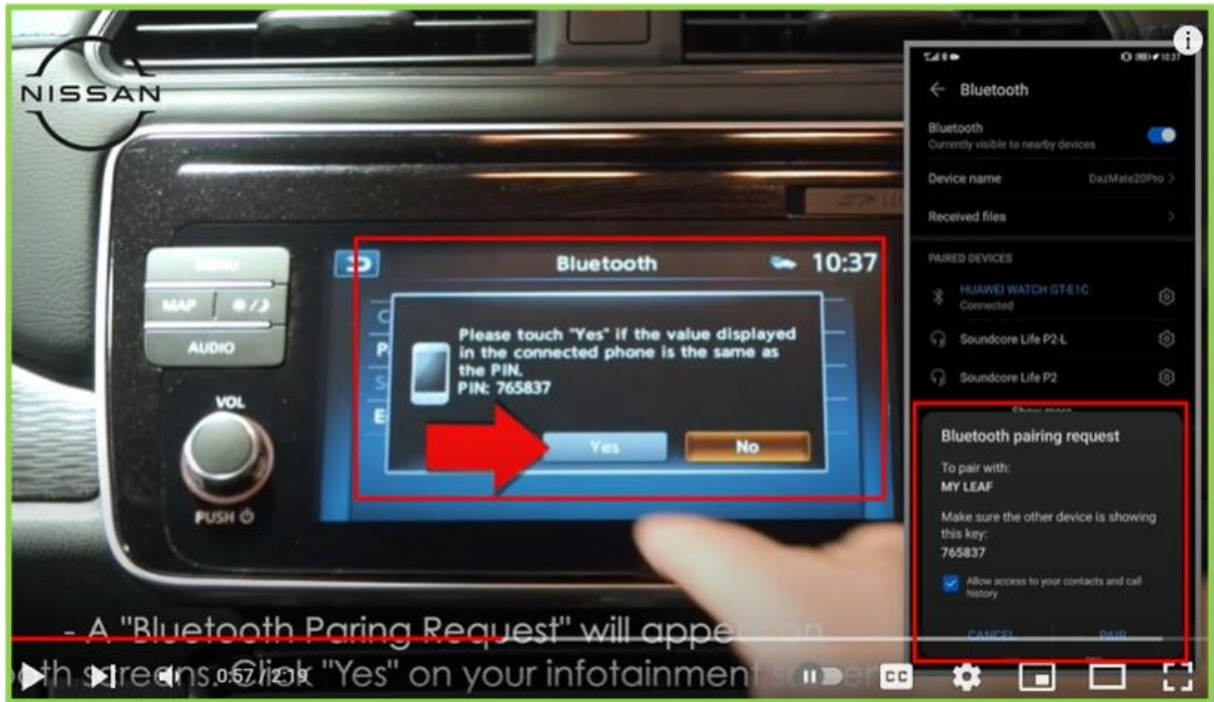 NISSAN
MENU
MAP
AUDIO
VOL
PUSH
Bluetooth
10:37
Please touch "Yes" if the value displayed
in the connected phone is the same as
the PIN.
PIN: 765837
Yes
No
10:37
Bluetooth
Bluetooth
Currently visible to nearby devices
Device name
DazMate20Pro
Received files
PAIRED DEVICES
HUAWEI WATCH GT-E1C
Connected
Soundcore Life P2-L
Soundcore Life P2
Show more
Bluetooth pairing request
To pair with:
MY LEAF
Make sure the other device is showing
this key:
765837
Allow access to your contacts and call
history
CANCEL
PAIR
- A "Bluetooth Paring Request" will appear on
screens. Click "Yes" on your infotainment
0:57 / 2:19
CC